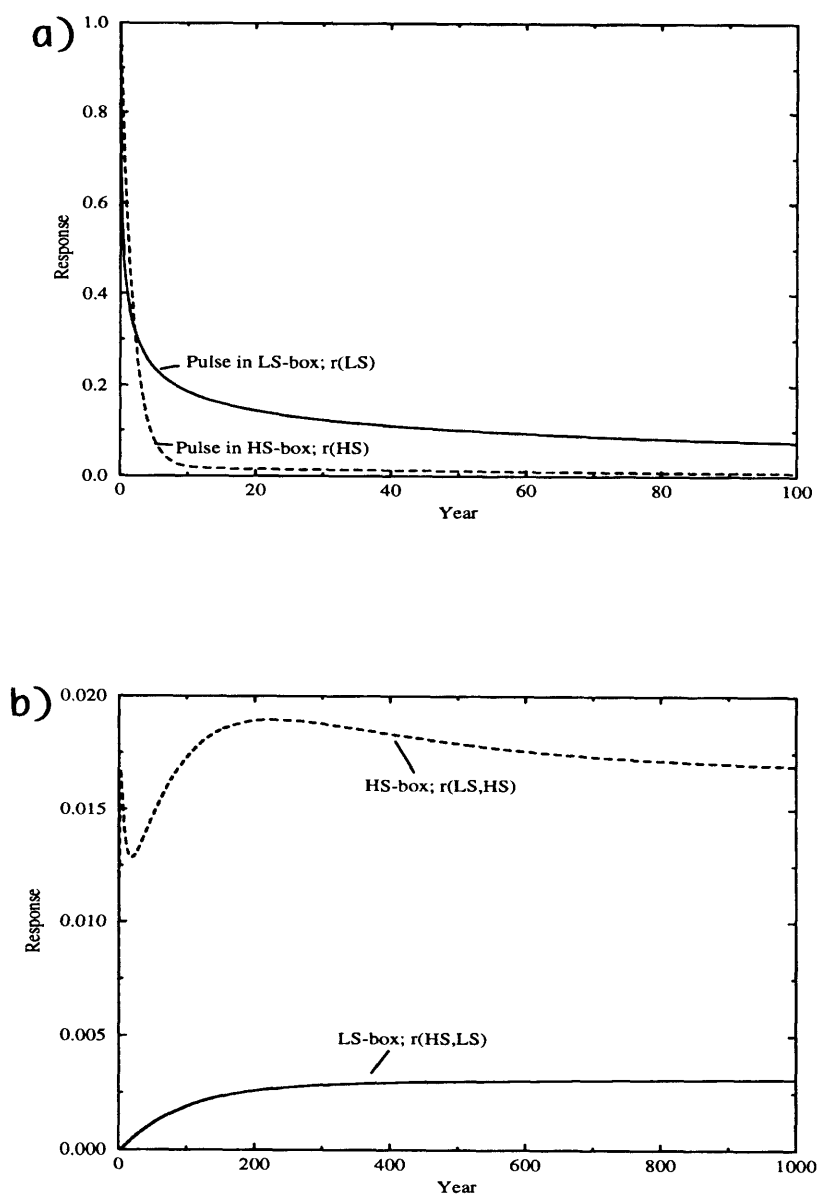 a)
1.0
0.8
0.6
0.4
0.2
0.0
Response
Pulse in LS-box; r(LS)
Pulse in HS-box; r(HS)
0 20 40 60 80 100
Year
b)
0.020
0.015
0.010
0.005
0.000
Response
HS-box; r(LS,HS)
LS-box; r(HS,LS)
0 200 400 600 800 1000
Year